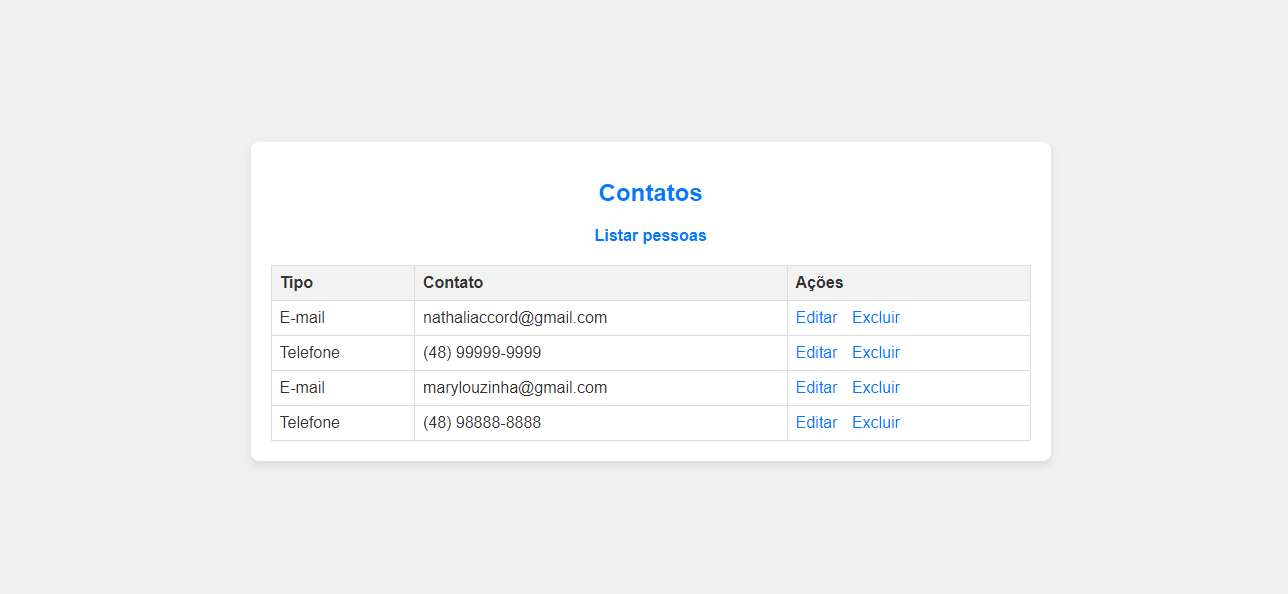 Contatos
Listar pessoas
Tipo Contato Ações
E-mail nathaliaccord@gmail.com Editar Excluir
Telefone (48) 99999-9999 Editar Excluir
E-mail marylouzinha@gmail.com Editar Excluir
Telefone (48) 98888-8888 Editar Excluir